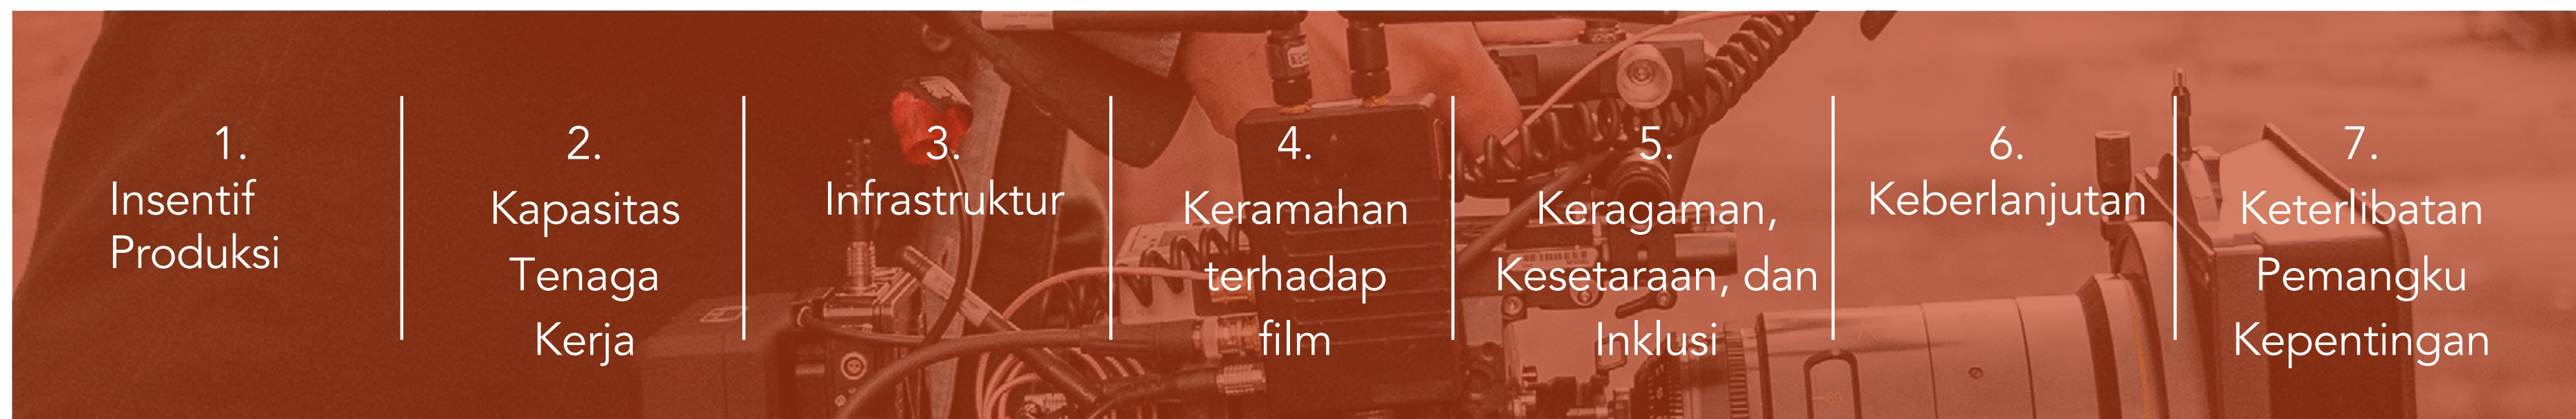 1.
Insentif
Produksi
2.
Kapasitas
Tenaga
Kerja
3.
Infrastruktur
4.
Keramahan
terhadap
film
5.
Keragaman,
Kesetaraan, dan
Inklusi
6.
Keberlanjutan
7.
Keterlibatan
Pemangku
Kepentingan